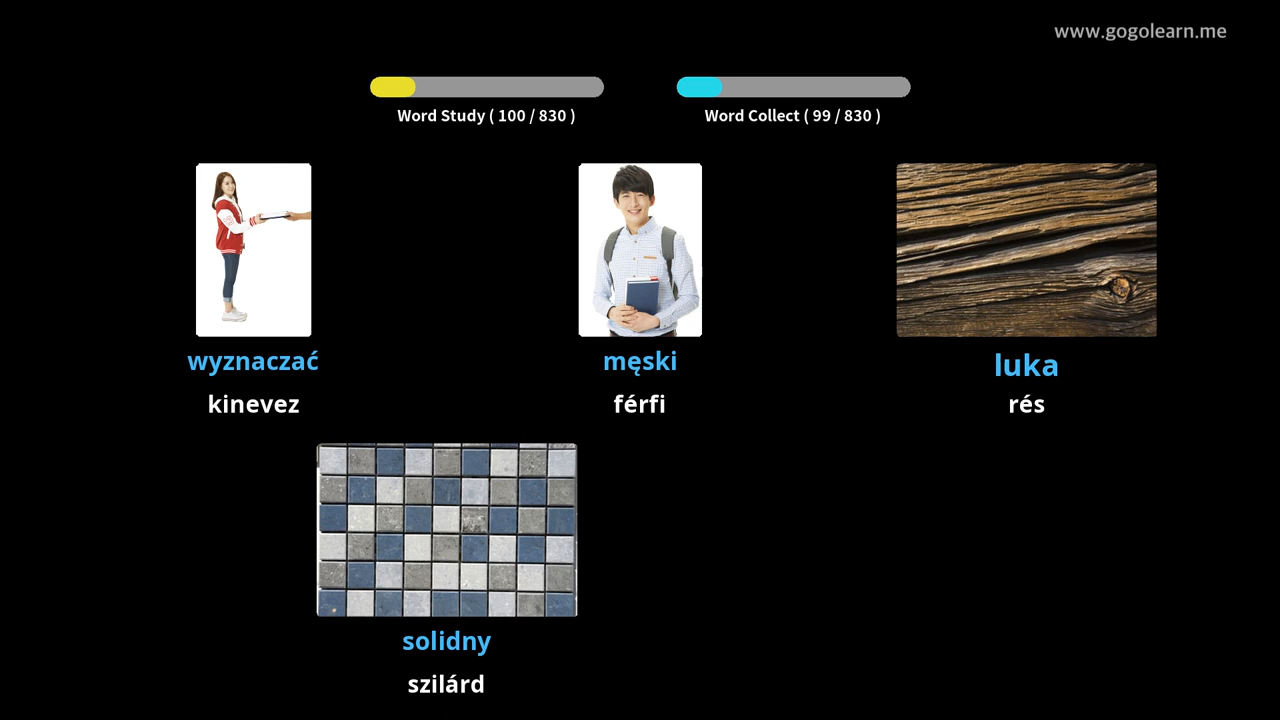 www.gogolearn.me
Word Study ( 100 / 830 )
Word Collect ( 99 / 830 )
wyznaczać
kinevez
męski
férfi
luka
rés
solidny
szilárd